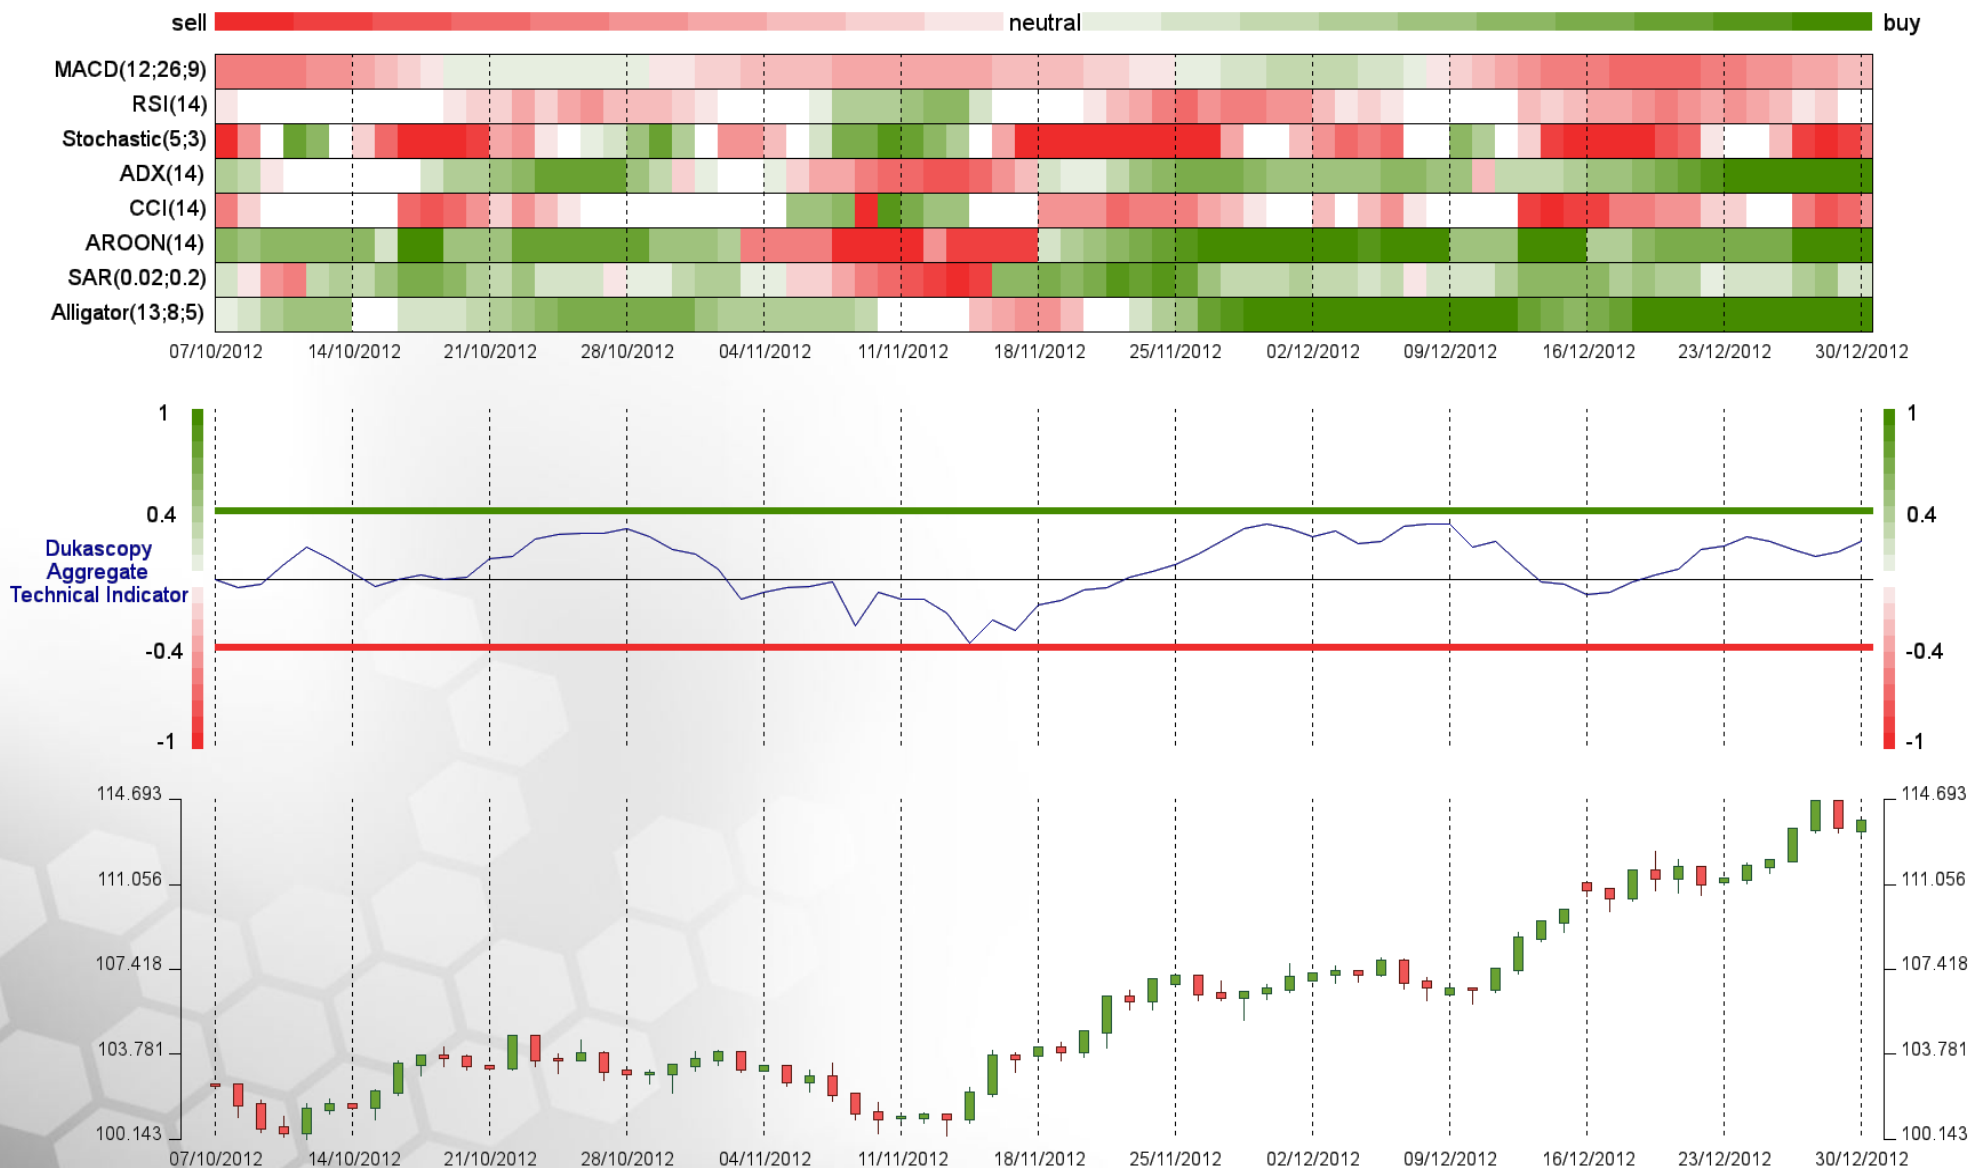 sell neutral buy
MACD(12;26;9)
RSI(14)
Stochastic(5;3)
ADX(14)
CCI(14)
AROON(14)
SAR(0.02;0.2)
Alligator(13;8;5)
07/10/2012 14/10/2012 21/10/2012 28/10/2012 04/11/2012 11/11/2012 18/11/2012 25/11/2012 02/12/2012 09/12/2012 16/12/2012 23/12/2012 30/12/2012
1 1
0.4 0.4
Dukascopy
Aggregate
Technical Indicator
-0.4 -0.4
-1 -1
114.693 114.693
111.056 111.056
107.418 107.418
103.781 103.781
100.143 100.143
07/10/2012 14/10/2012 21/10/2012 28/10/2012 04/11/2012 11/11/2012 18/11/2012 25/11/2012 02/12/2012 09/12/2012 16/12/2012 23/12/2012 30/12/2012